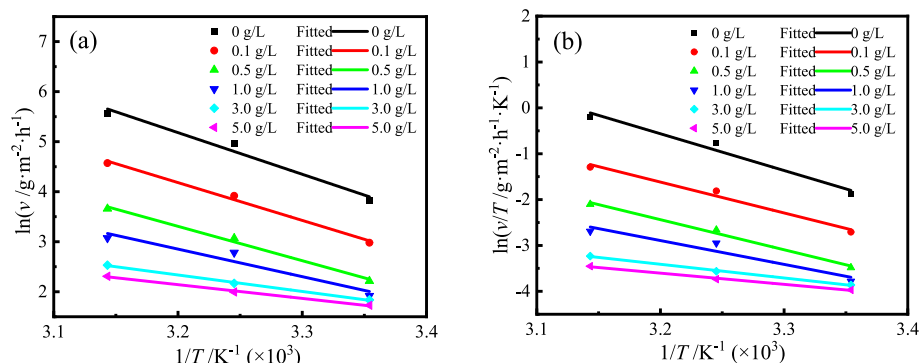 (a)
0 g/L Fitted 0 g/L
0.1 g/L Fitted 0.1 g/L
0.5 g/L Fitted 0.5 g/L
1.0 g/L Fitted 1.0 g/L
3.0 g/L Fitted 3.0 g/L
5.0 g/L Fitted 5.0 g/L
7
6
5
4
3
2
ln(v /g·m⁻²·h⁻¹)
3.1 3.2 3.3 3.4
1/T /K⁻¹ (×10³)
(b)
0 g/L Fitted 0 g/L
0.1 g/L Fitted 0.1 g/L
0.5 g/L Fitted 0.5 g/L
1.0 g/L Fitted 1.0 g/L
3.0 g/L Fitted 3.0 g/L
5.0 g/L Fitted 5.0 g/L
2
1
0
-1
-2
-3
-4
ln(v/T /g·m⁻²·h⁻¹·K⁻¹)
3.1 3.2 3.3 3.4
1/T /K⁻¹ (×10³)